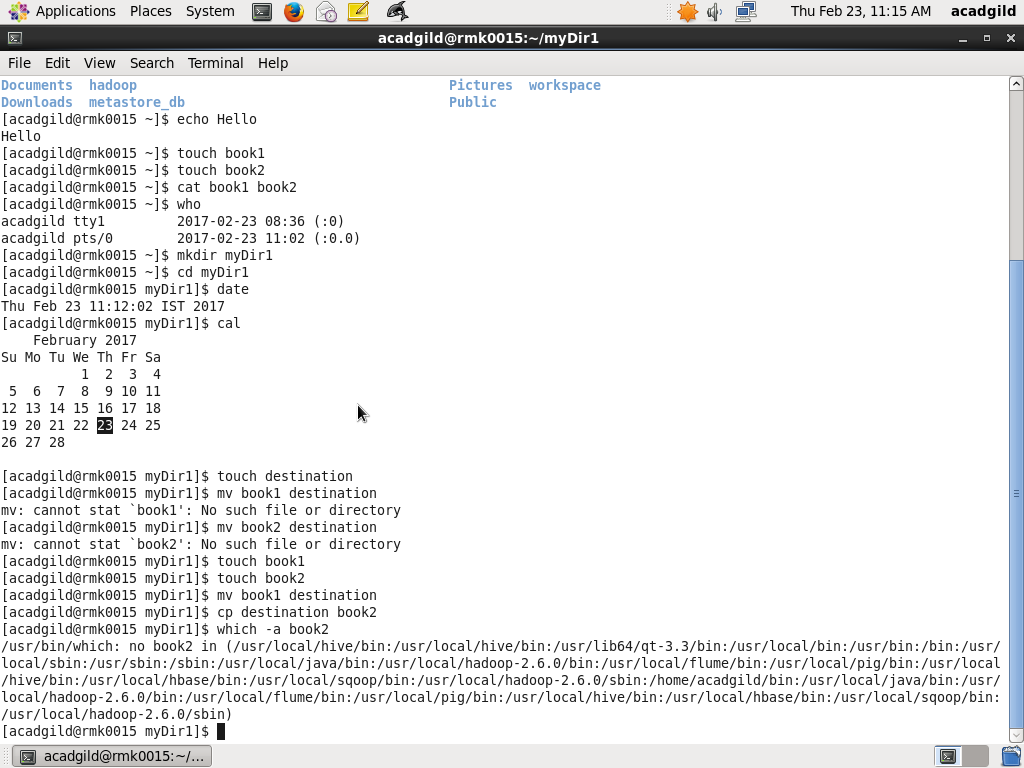 Applications Places System Thu Feb 23, 11:15 AM acadgild
acadgild@rmk0015:~/myDir1
File Edit View Search Terminal Help
Documents  hadoop                                       Pictures  workspace
Downloads  metastore_db                                 Public
[acadgild@rmk0015 ~]$ echo Hello
Hello
[acadgild@rmk0015 ~]$ touch book1
[acadgild@rmk0015 ~]$ touch book2
[acadgild@rmk0015 ~]$ cat book1 book2
[acadgild@rmk0015 ~]$ who
acadgild tty1         2017-02-23 08:36 (:0)
acadgild pts/0        2017-02-23 11:02 (:0.0)
[acadgild@rmk0015 ~]$ mkdir myDir1
[acadgild@rmk0015 ~]$ cd myDir1
[acadgild@rmk0015 myDir1]$ date
Thu Feb 23 11:12:02 IST 2017
[acadgild@rmk0015 myDir1]$ cal
    February 2017
Su Mo Tu We Th Fr Sa
          1  2  3  4
 5  6  7  8  9 10 11
12 13 14 15 16 17 18
19 20 21 22 23 24 25
26 27 28
[acadgild@rmk0015 myDir1]$ touch destination
[acadgild@rmk0015 myDir1]$ mv book1 destination
mv: cannot stat `book1': No such file or directory
[acadgild@rmk0015 myDir1]$ mv book2 destination
mv: cannot stat `book2': No such file or directory
[acadgild@rmk0015 myDir1]$ touch book1
[acadgild@rmk0015 myDir1]$ touch book2
[acadgild@rmk0015 myDir1]$ mv book1 destination
[acadgild@rmk0015 myDir1]$ cp destination book2
[acadgild@rmk0015 myDir1]$ which -a book2
/usr/bin/which: no book2 in (/usr/local/hive/bin:/usr/local/hive/bin:/usr/lib64/qt-3.3/bin:/usr/local/bin:/usr/bin:/bin:/usr/
local/sbin:/usr/sbin:/sbin:/usr/local/java/bin:/usr/local/hadoop-2.6.0/bin:/usr/local/flume/bin:/usr/local/pig/bin:/usr/local
/hive/bin:/usr/local/hbase/bin:/usr/local/sqoop/bin:/usr/local/hadoop-2.6.0/sbin:/home/acadgild/bin:/usr/local/java/bin:/usr/
local/hadoop-2.6.0/bin:/usr/local/flume/bin:/usr/local/pig/bin:/usr/local/hive/bin:/usr/local/hbase/bin:/usr/local/sqoop/bin:
/usr/local/hadoop-2.6.0/sbin)
[acadgild@rmk0015 myDir1]$
acadgild@rmk0015:~/...